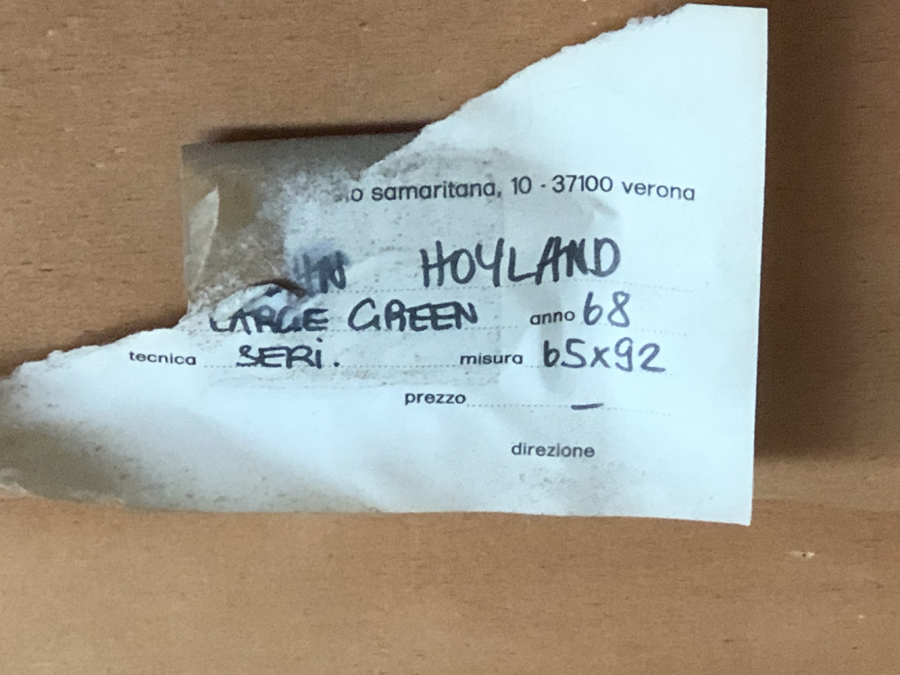 o samaritana, 10 - 37100 verona
HOYLAND
LARGE GREEN anno 68
tecnica SERi. misura 65x92
prezzo —
direzione